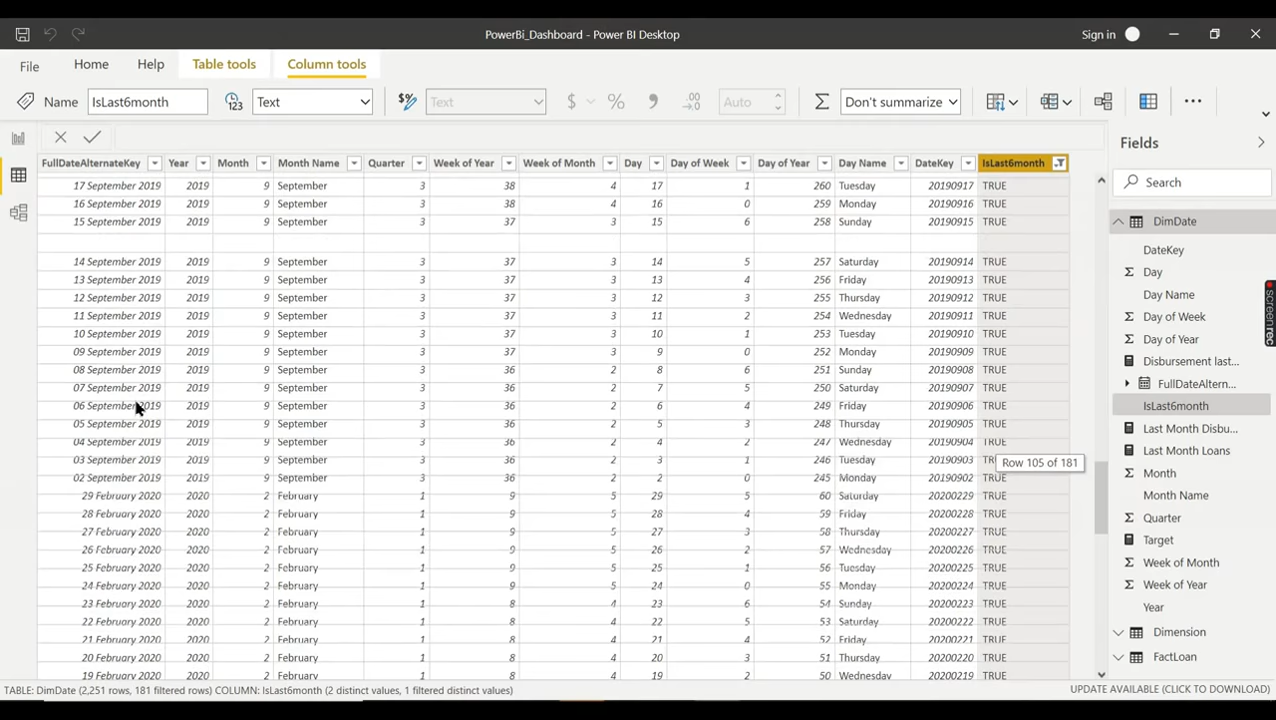 PowerBi_Dashboard - Power BI Desktop
Sign in
File Home Help Table tools Column tools
Name IsLast6month Text Text $ % Auto Don't summarize
FullDateAlternateKey Year Month Month Name Quarter Week of Year Week of Month Day Day of Week Day of Year Day Name DateKey IsLast6month
17 September 2019 2019 9 September 3 38 4 17 1 260 Tuesday 20190917 TRUE
16 September 2019 2019 9 September 3 38 4 16 0 259 Monday 20190916 TRUE
15 September 2019 2019 9 September 3 37 3 15 6 258 Sunday 20190915 TRUE
14 September 2019 2019 9 September 3 37 3 14 5 257 Saturday 20190914 TRUE
13 September 2019 2019 9 September 3 37 3 13 4 256 Friday 20190913 TRUE
12 September 2019 2019 9 September 3 37 3 12 3 255 Thursday 20190912 TRUE
11 September 2019 2019 9 September 3 37 3 11 2 254 Wednesday 20190911 TRUE
10 September 2019 2019 9 September 3 37 3 10 1 253 Tuesday 20190910 TRUE
09 September 2019 2019 9 September 3 37 3 9 0 252 Monday 20190909 TRUE
08 September 2019 2019 9 September 3 36 2 8 6 251 Sunday 20190908 TRUE
07 September 2019 2019 9 September 3 36 2 7 5 250 Saturday 20190907 TRUE
06 September 2019 2019 9 September 3 36 2 6 4 249 Friday 20190906 TRUE
05 September 2019 2019 9 September 3 36 2 5 3 248 Thursday 20190905 TRUE
04 September 2019 2019 9 September 3 36 2 4 2 247 Wednesday 20190904 TRUE
03 September 2019 2019 9 September 3 36 2 3 1 246 Tuesday 20190903
Row 105 of 181
02 September 2019 2019 9 September 3 36 2 2 0 245 Monday 20190902 TRUE
29 February 2020 2020 2 February 1 9 5 29 5 60 Saturday 20200229 TRUE
28 February 2020 2020 2 February 1 9 5 28 4 59 Friday 20200228 TRUE
27 February 2020 2020 2 February 1 9 5 27 3 58 Thursday 20200227 TRUE
26 February 2020 2020 2 February 1 9 5 26 2 57 Wednesday 20200226 TRUE
25 February 2020 2020 2 February 1 9 5 25 1 56 Tuesday 20200225 TRUE
24 February 2020 2020 2 February 1 9 5 24 0 55 Monday 20200224 TRUE
23 February 2020 2020 2 February 1 8 4 23 6 54 Sunday 20200223 TRUE
22 February 2020 2020 2 February 1 8 4 22 5 53 Saturday 20200222 TRUE
21 February 2020 2020 2 February 1 8 4 21 4 52 Friday 20200221 TRUE
20 February 2020 2020 2 February 1 8 4 20 3 51 Thursday 20200220 TRUE
19 February 2020 2020 2 February 1 8 4 19 2 50 Wednesday 20200219 TRUE
TABLE: DimDate (2,251 rows, 181 filtered rows) COLUMN: IsLast6month (2 distinct values, 1 filtered distinct values)
UPDATE AVAILABLE (CLICK TO DOWNLOAD)
Fields
Search
DimDate
DateKey
Day
Day Name
Day of Week
Day of Year
Disbursement last...
FullDateAltern...
IsLast6month
Last Month Disbu...
Last Month Loans
Month
Month Name
Quarter
Target
Week of Month
Week of Year
Year
Dimension
FactLoan
screenrec